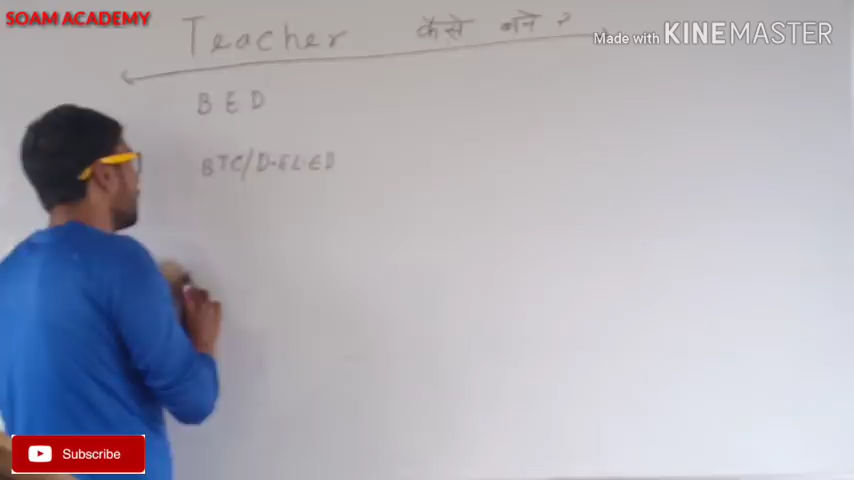 SOAM ACADEMY
Teacher कैसे बने ?
Made with KINEMASTER
BED
BTC/D.EL.ED
Subscribe